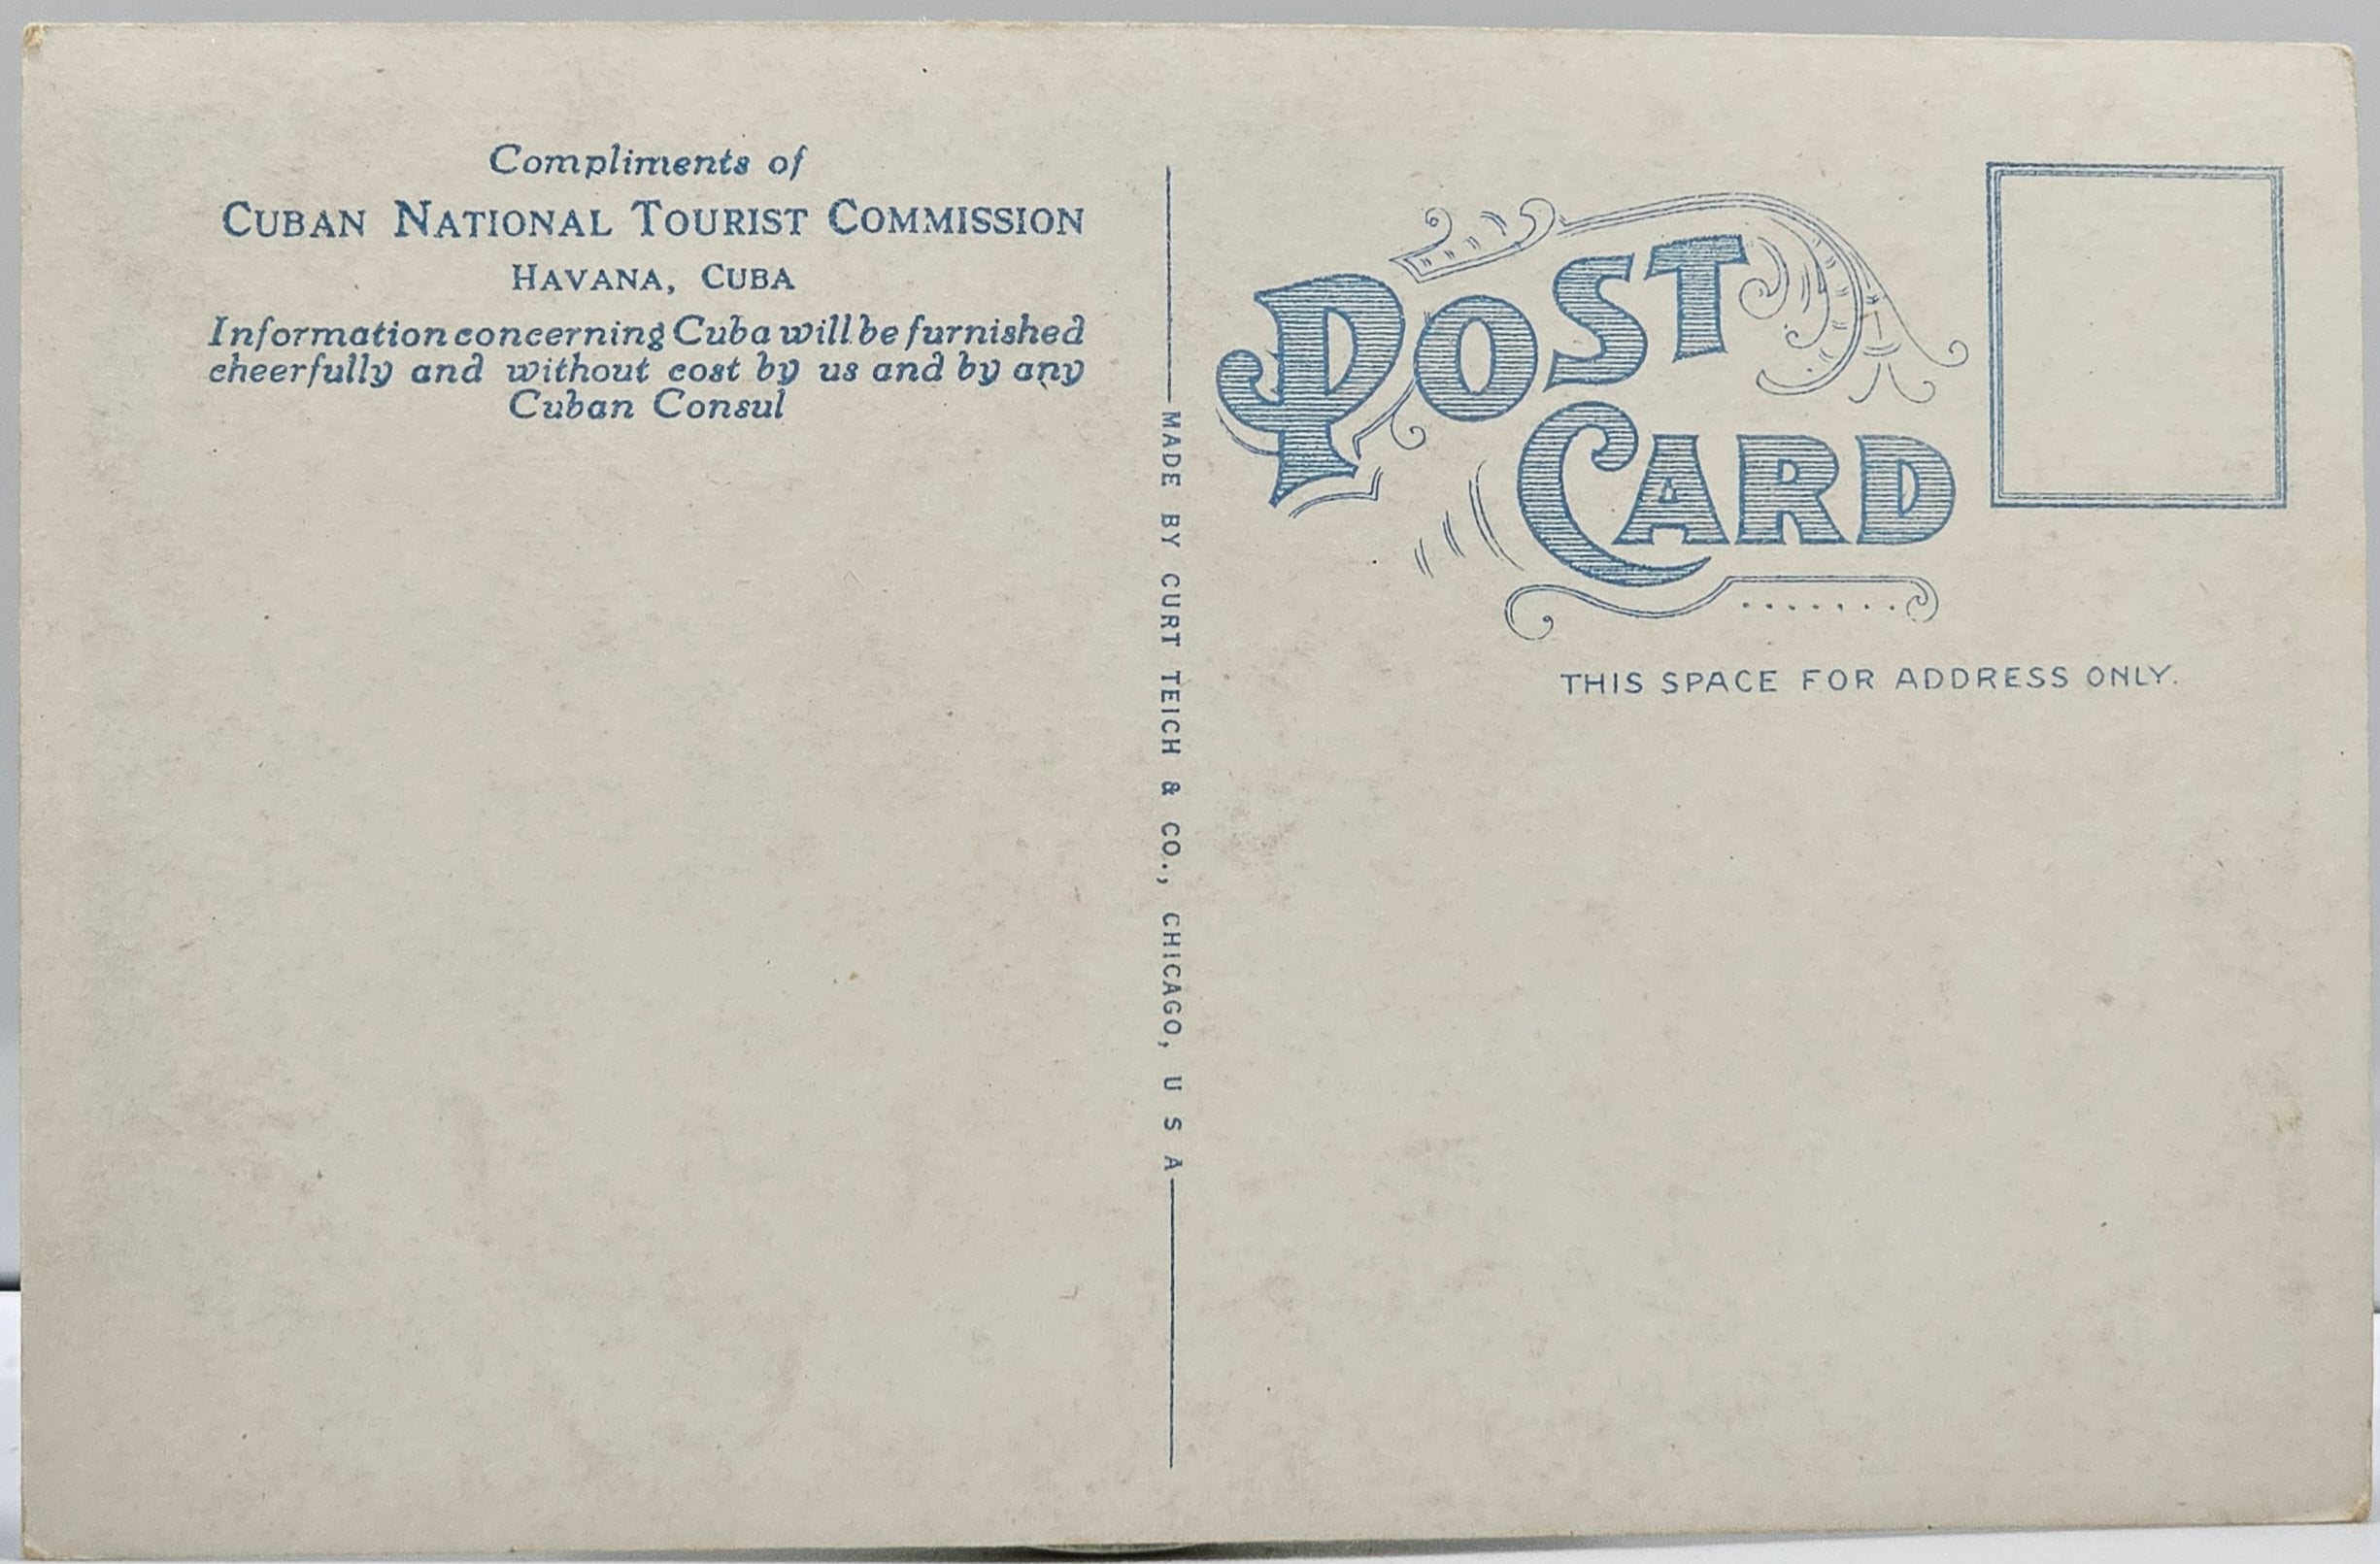 Compliments of
CUBAN NATIONAL TOURIST COMMISSION
HAVANA, CUBA
Information concerning Cuba will be furnished
cheerfully and without cost by us and by any
Cuban Consul
MADE BY CURT TEICH & CO., CHICAGO, U S A
POST
CARD
THIS SPACE FOR ADDRESS ONLY.